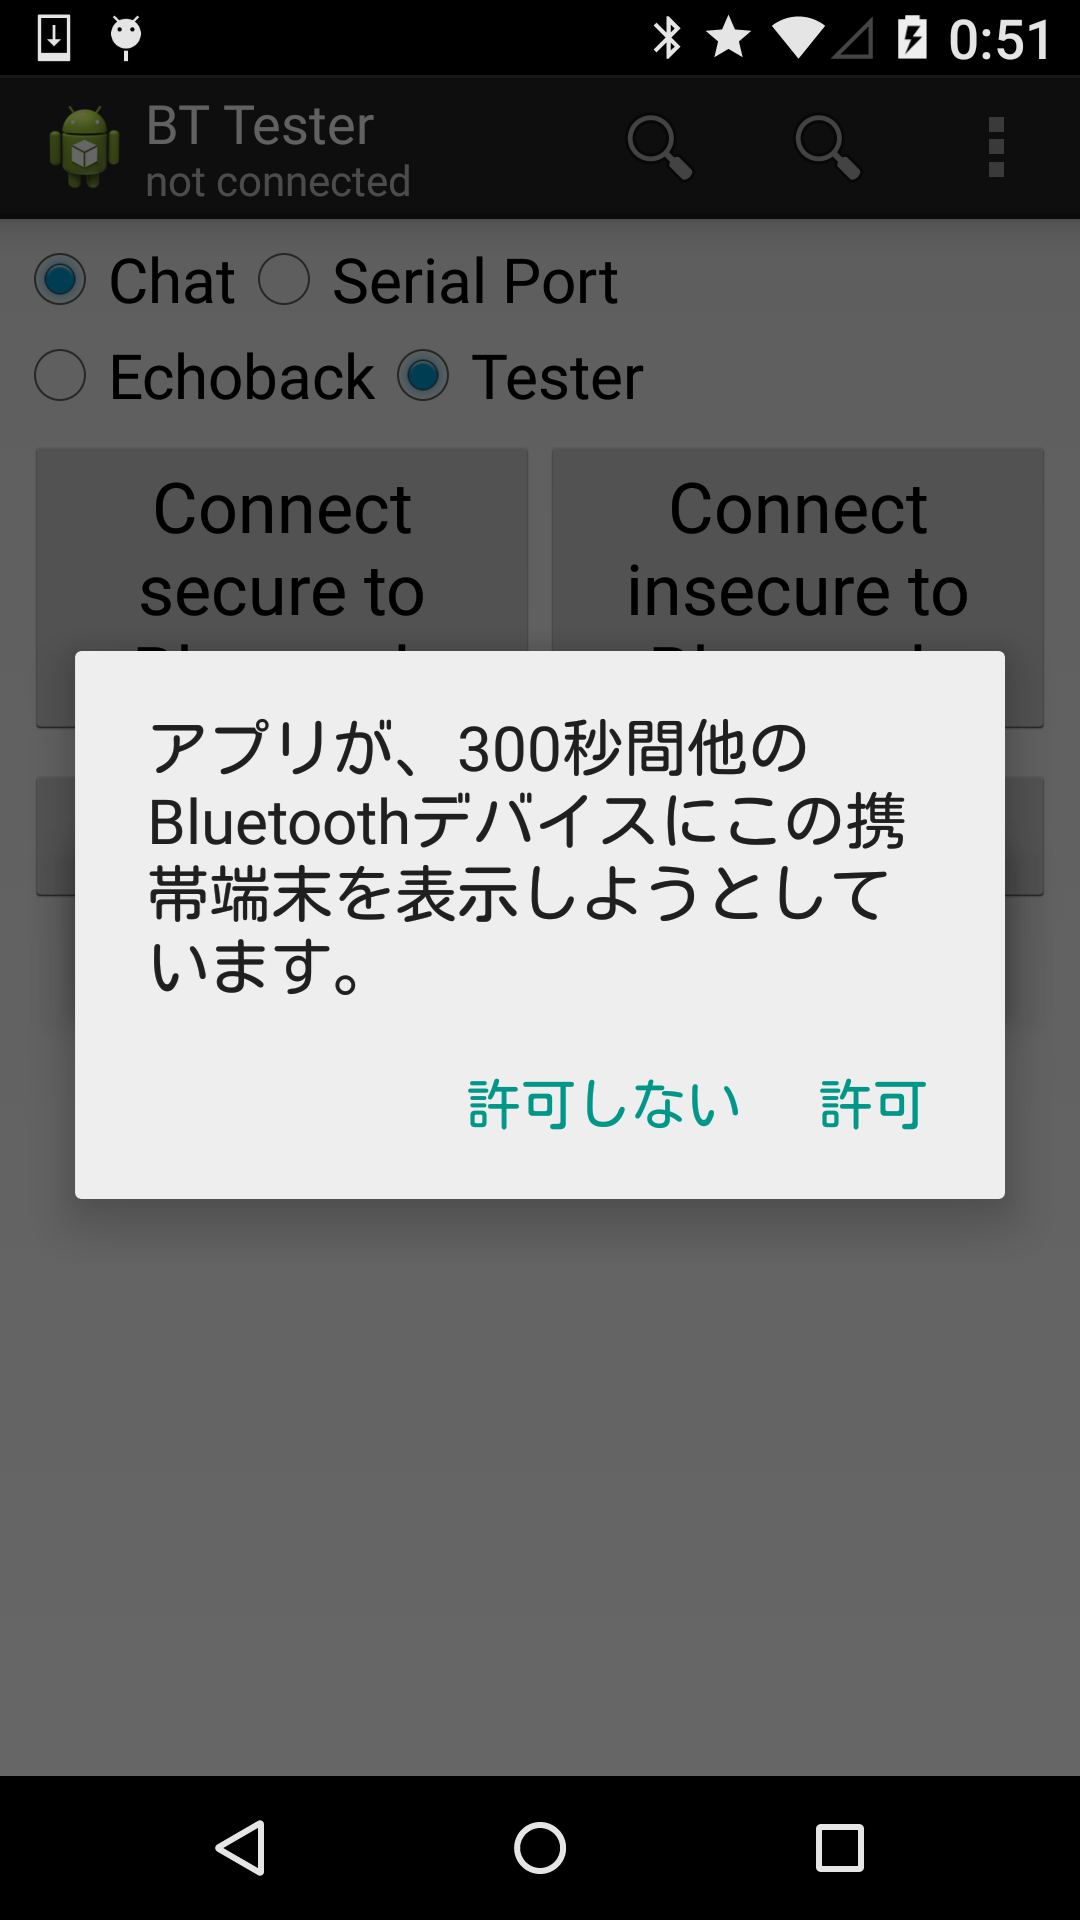 0:51
BT Tester
not connected
Chat Serial Port
Echoback Tester
Connect
secure to
Connect
insecure to
アプリが、300秒間他の
Bluetoothデバイスにこの携
帯端末を表示しようとして
います。
許可しない 許可